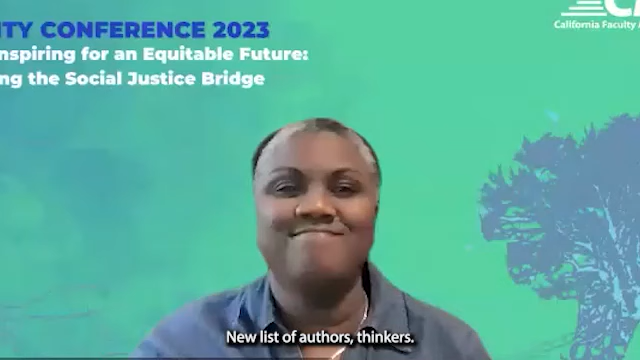 ITY CONFERENCE 2023
nspiring for an Equitable Future:
ng the Social Justice Bridge
California Faculty
New list of authors, thinkers.